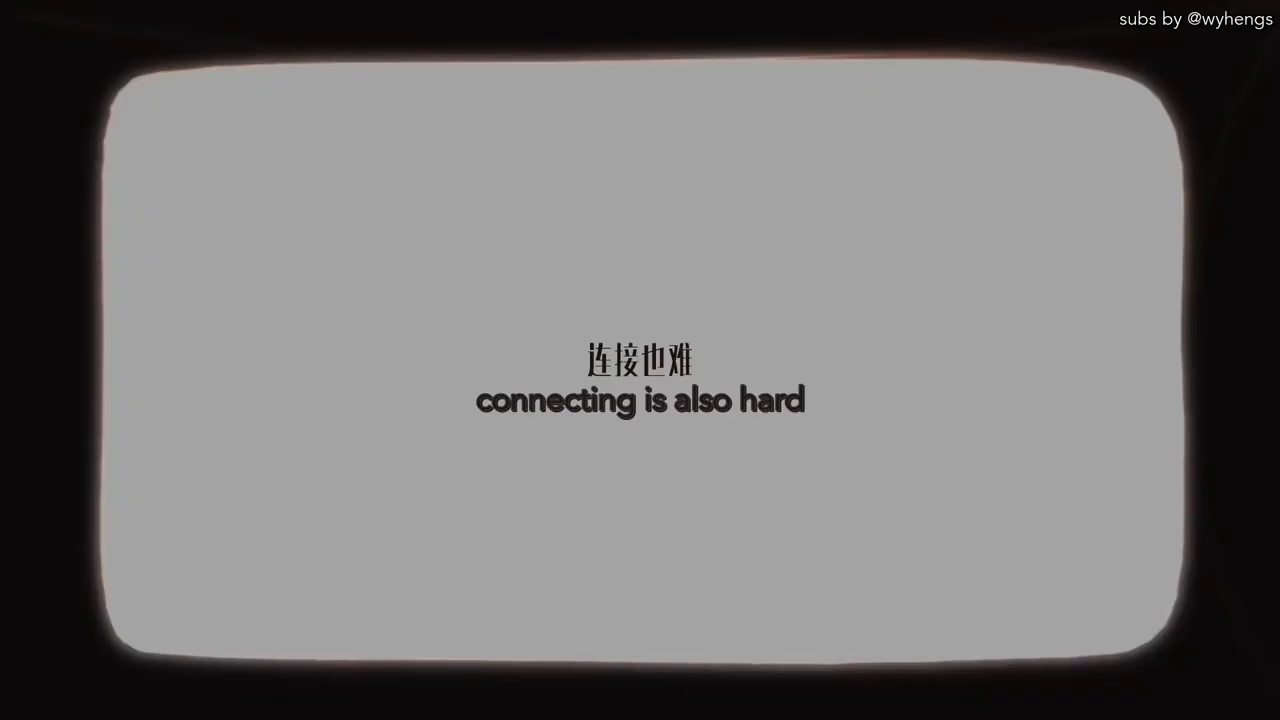 subs by @wyhengs
连接也难
connecting is also hard